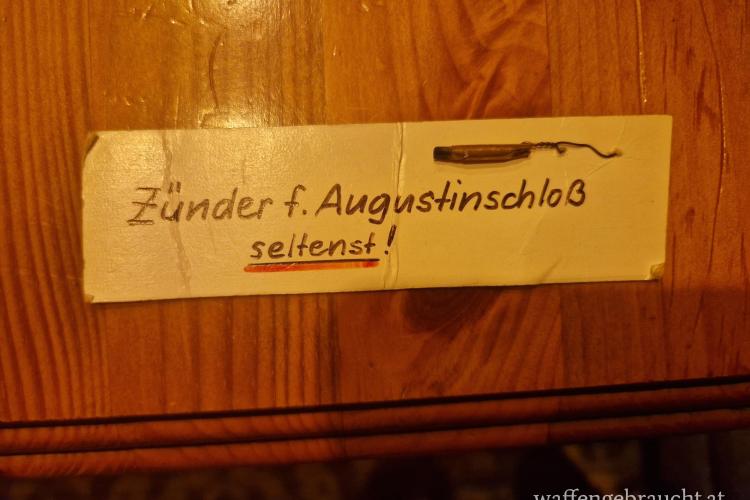 Zünder f. Augustinschloß
seltenst!
waffengebraucht.at